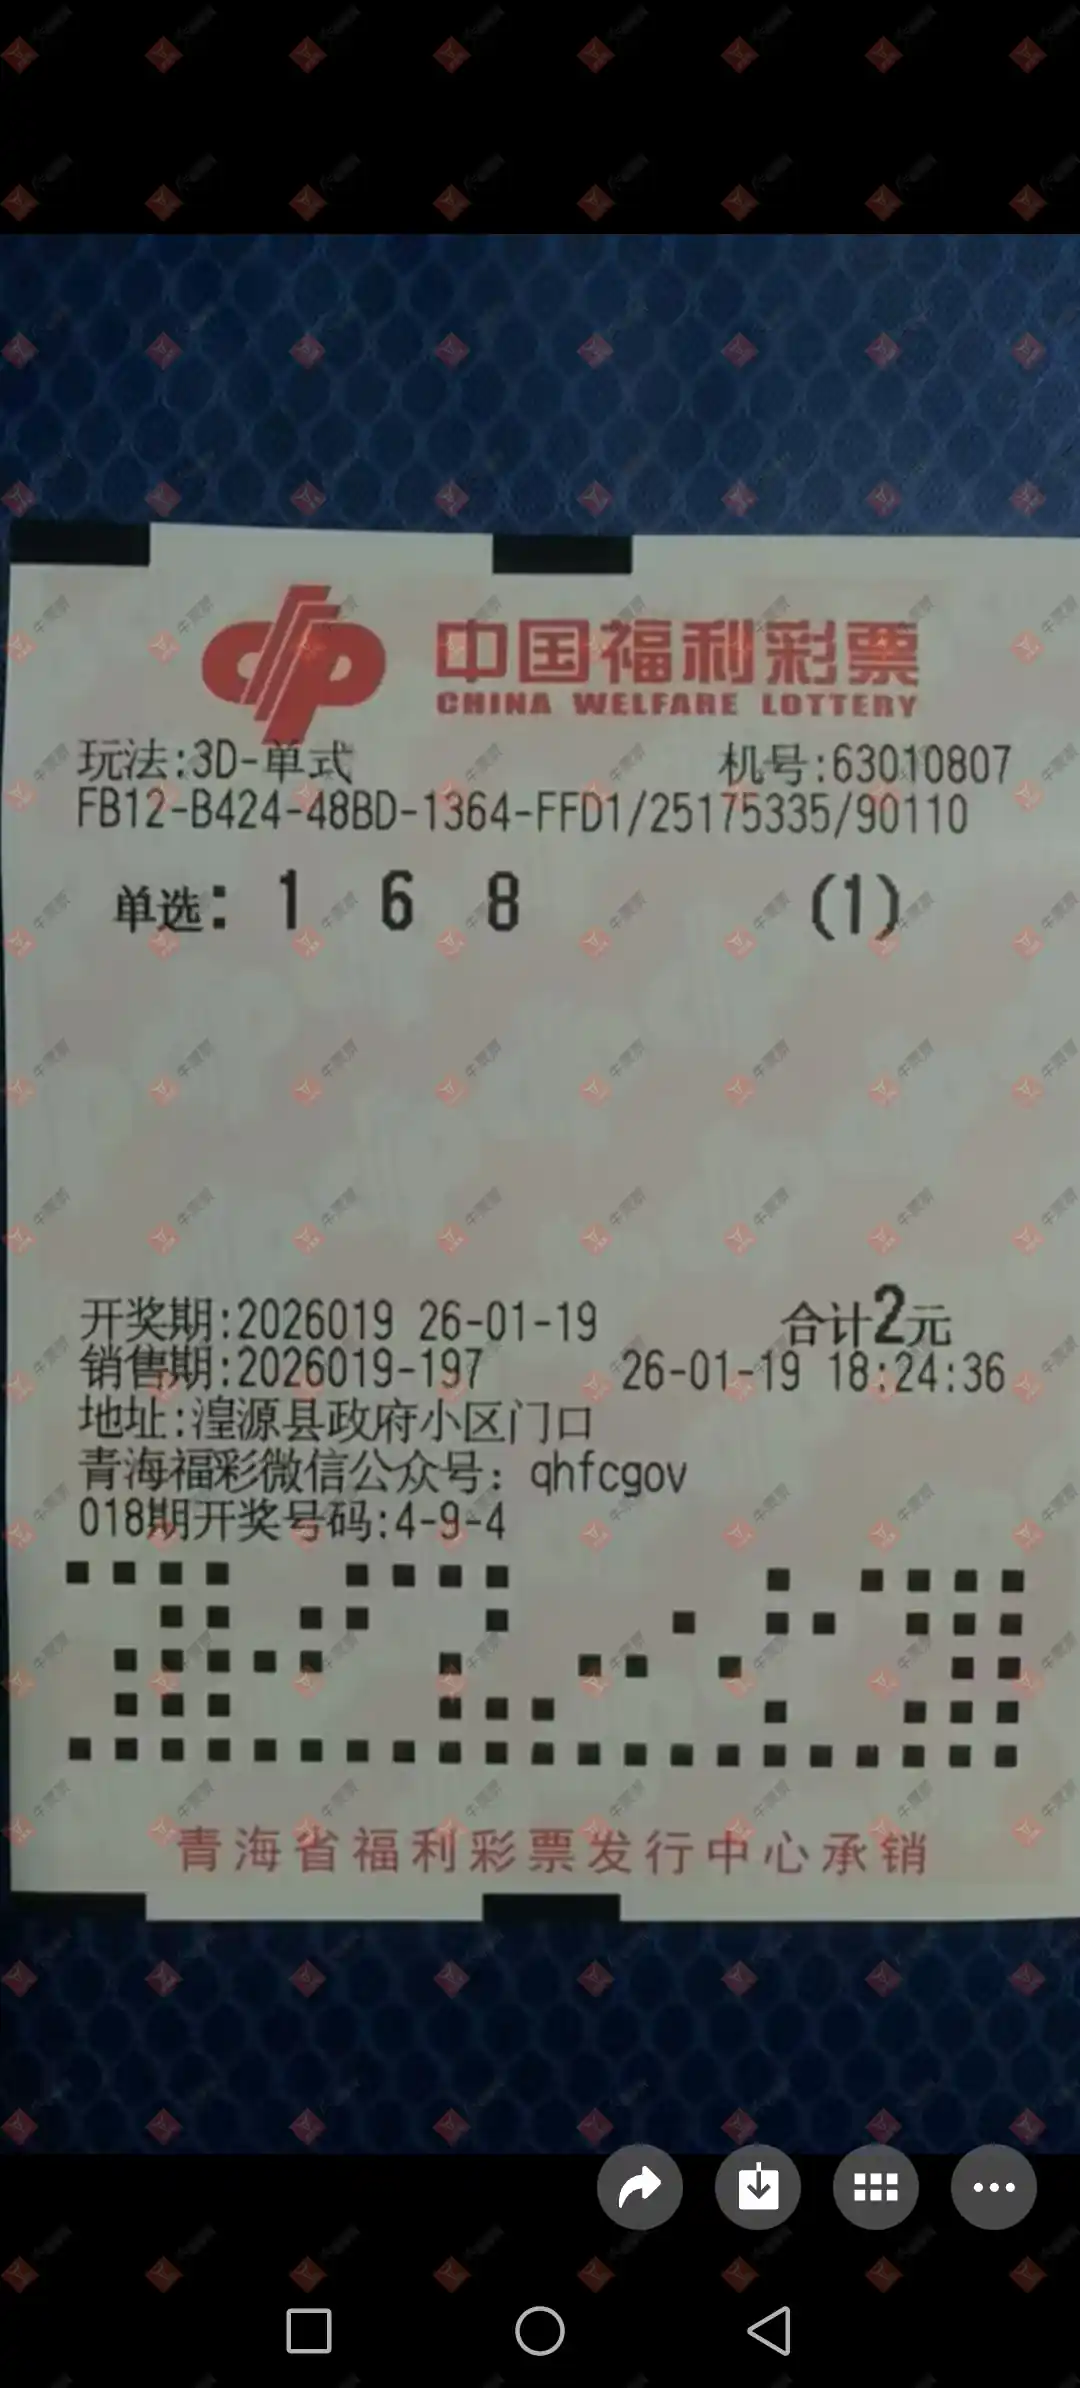 中国福利彩票
CHINA WELFARE LOTTERY
玩法:3D-单式 机号:63010807
FB12-B424-48BD-1364-FFD1/25175335/90110
单选: 1 6 8 (1)
开奖期:2026019 26-01-19 合计2元
销售期:2026019-197 26-01-19 18:24:36
地址:湟源县政府小区门口
青海福彩微信公众号: qhfcgov
018期开奖号码:4-9-4
青海省福利彩票发行中心承销